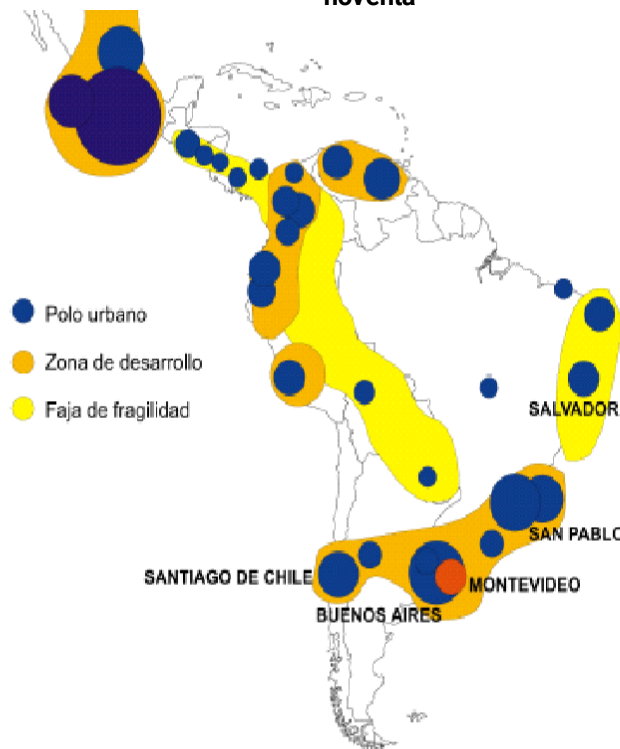 noventa
Polo urbano
Zona de desarrollo
Faja de fragilidad
SALVADOR
SAN PABLO
SANTIAGO DE CHILE
MONTEVIDEO
BUENOS AIRES